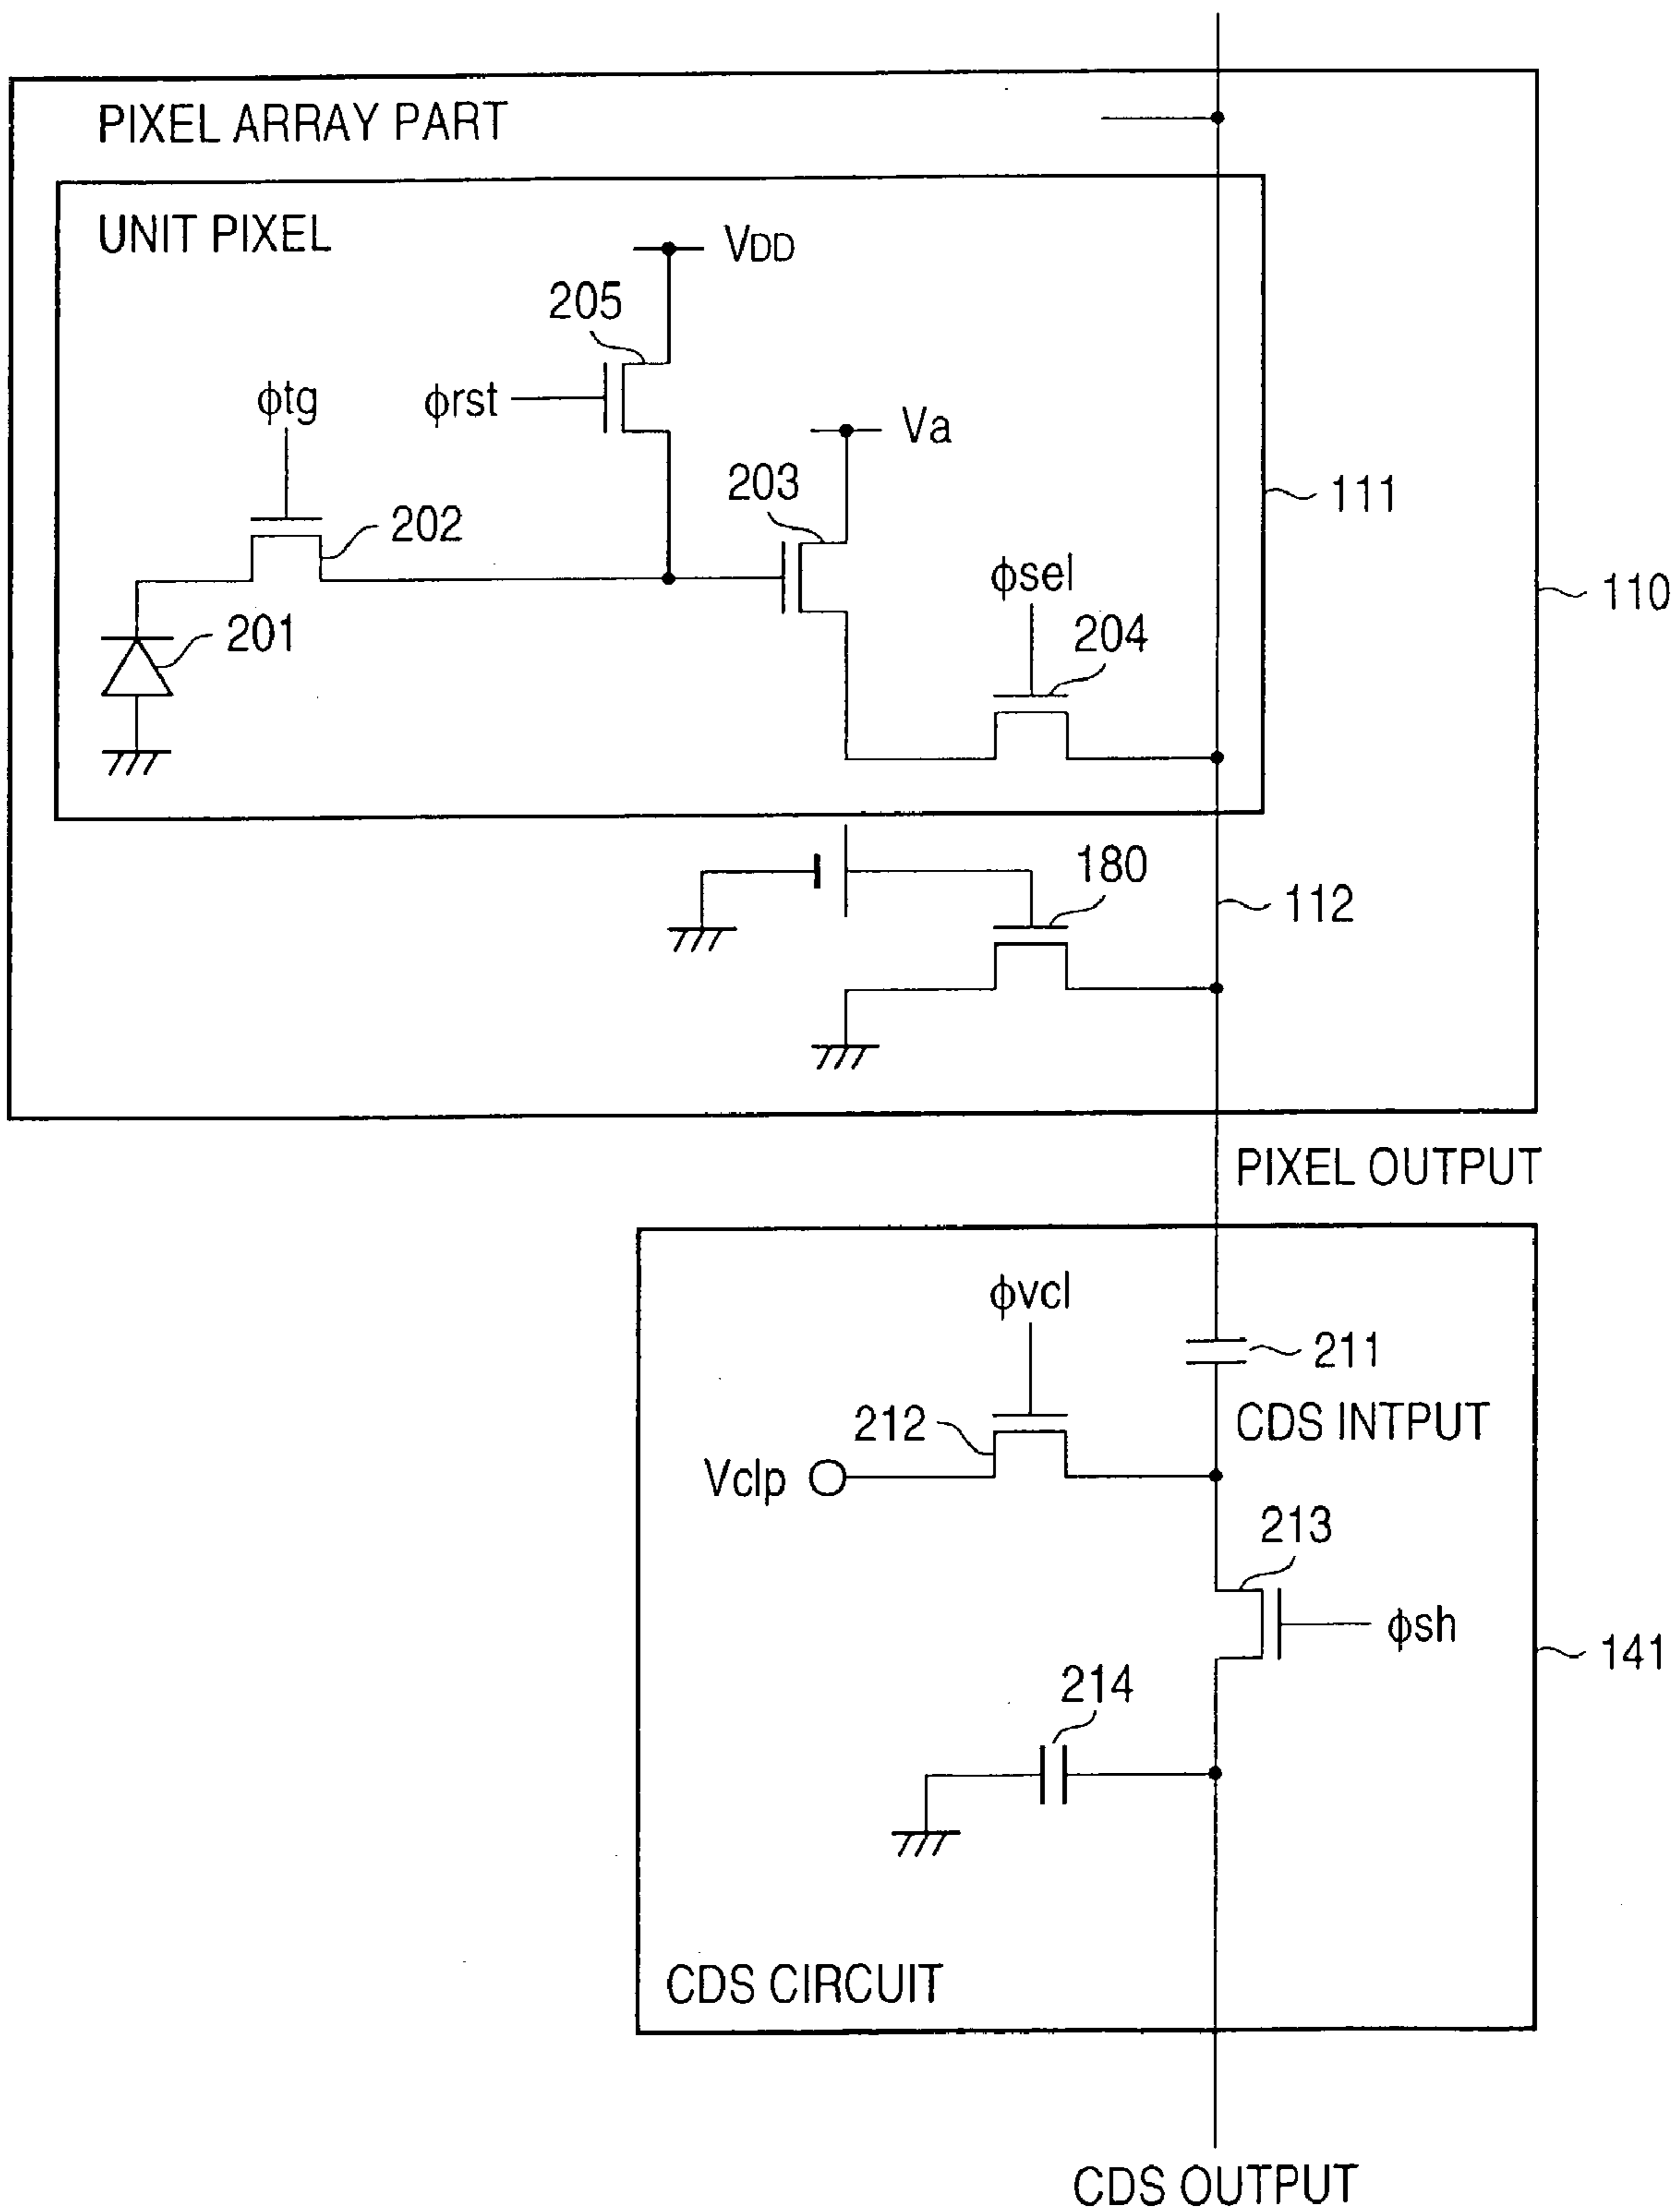 PIXEL ARRAY PART
UNIT PIXEL
VDD
205
ϕtg
ϕrst
Va
203
111
202
ϕsel
110
201
204
180
112
PIXEL OUTPUT
ϕvcl
211
212
CDS INTPUT
Vclp
213
ϕsh
141
214
CDS CIRCUIT
CDS OUTPUT